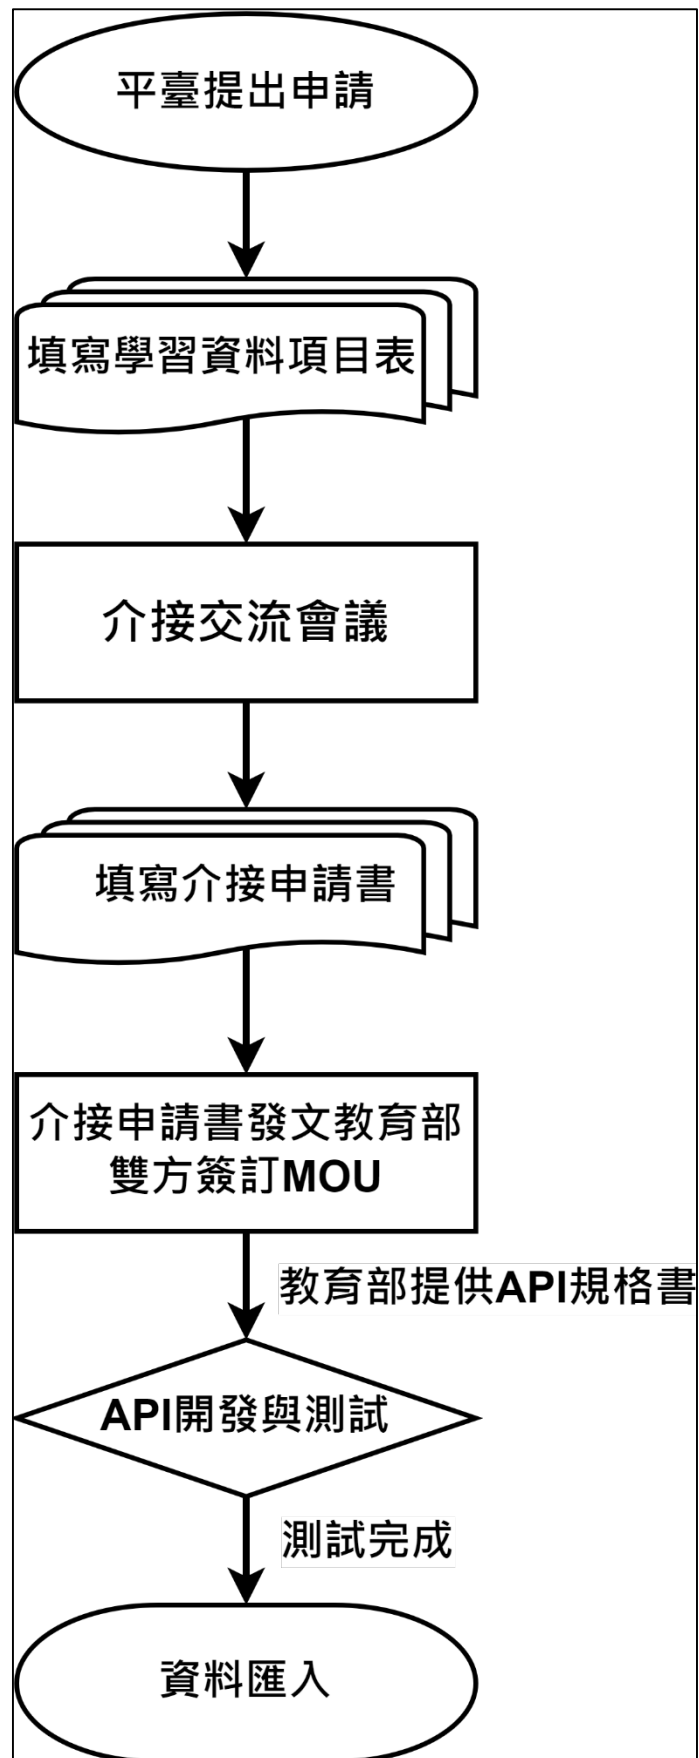 平臺提出申請
填寫學習資料項目表
介接交流會議
填寫介接申請書
介接申請書發文教育部
雙方簽訂MOU
教育部提供API規格書
API開發與測試
測試完成
資料匯入